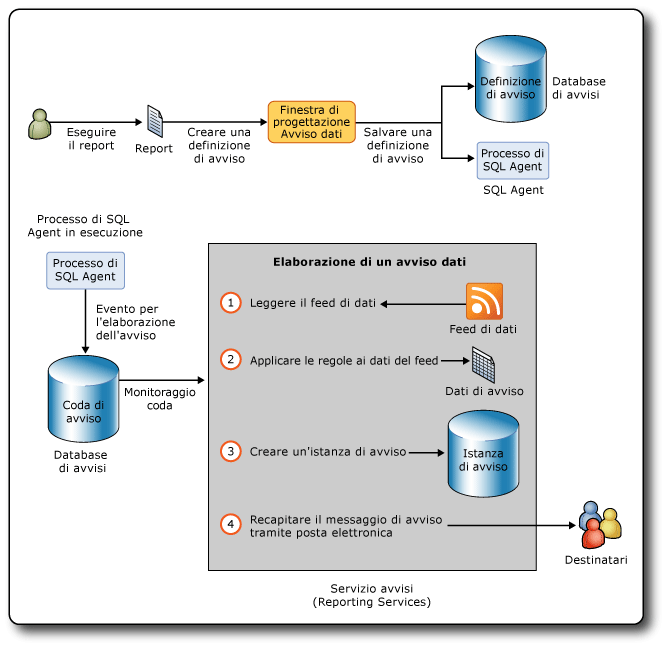 Eseguire
il report
Report
Creare una
definizione
di avviso
Finestra di
progettazione
Avviso dati
Salvare una
definizione
di avviso
Definizione
di avviso
Database
di avvisi
Processo di
SQL Agent
SQL Agent
Processo di SQL
Agent in esecuzione
Processo di
SQL Agent
Evento per
l'elaborazione
dell'avviso
Coda di
avviso
Database
di avvisi
Monitoraggio
coda
Elaborazione di un avviso dati
1 Leggere il feed di dati
Feed di dati
2 Applicare le regole ai dati del feed
Dati di avviso
3 Creare un'istanza di avviso
Istanza
di avviso
4 Recapitare il messaggio di avviso
tramite posta elettronica
Destinatari
Servizio avvisi
(Reporting Services)